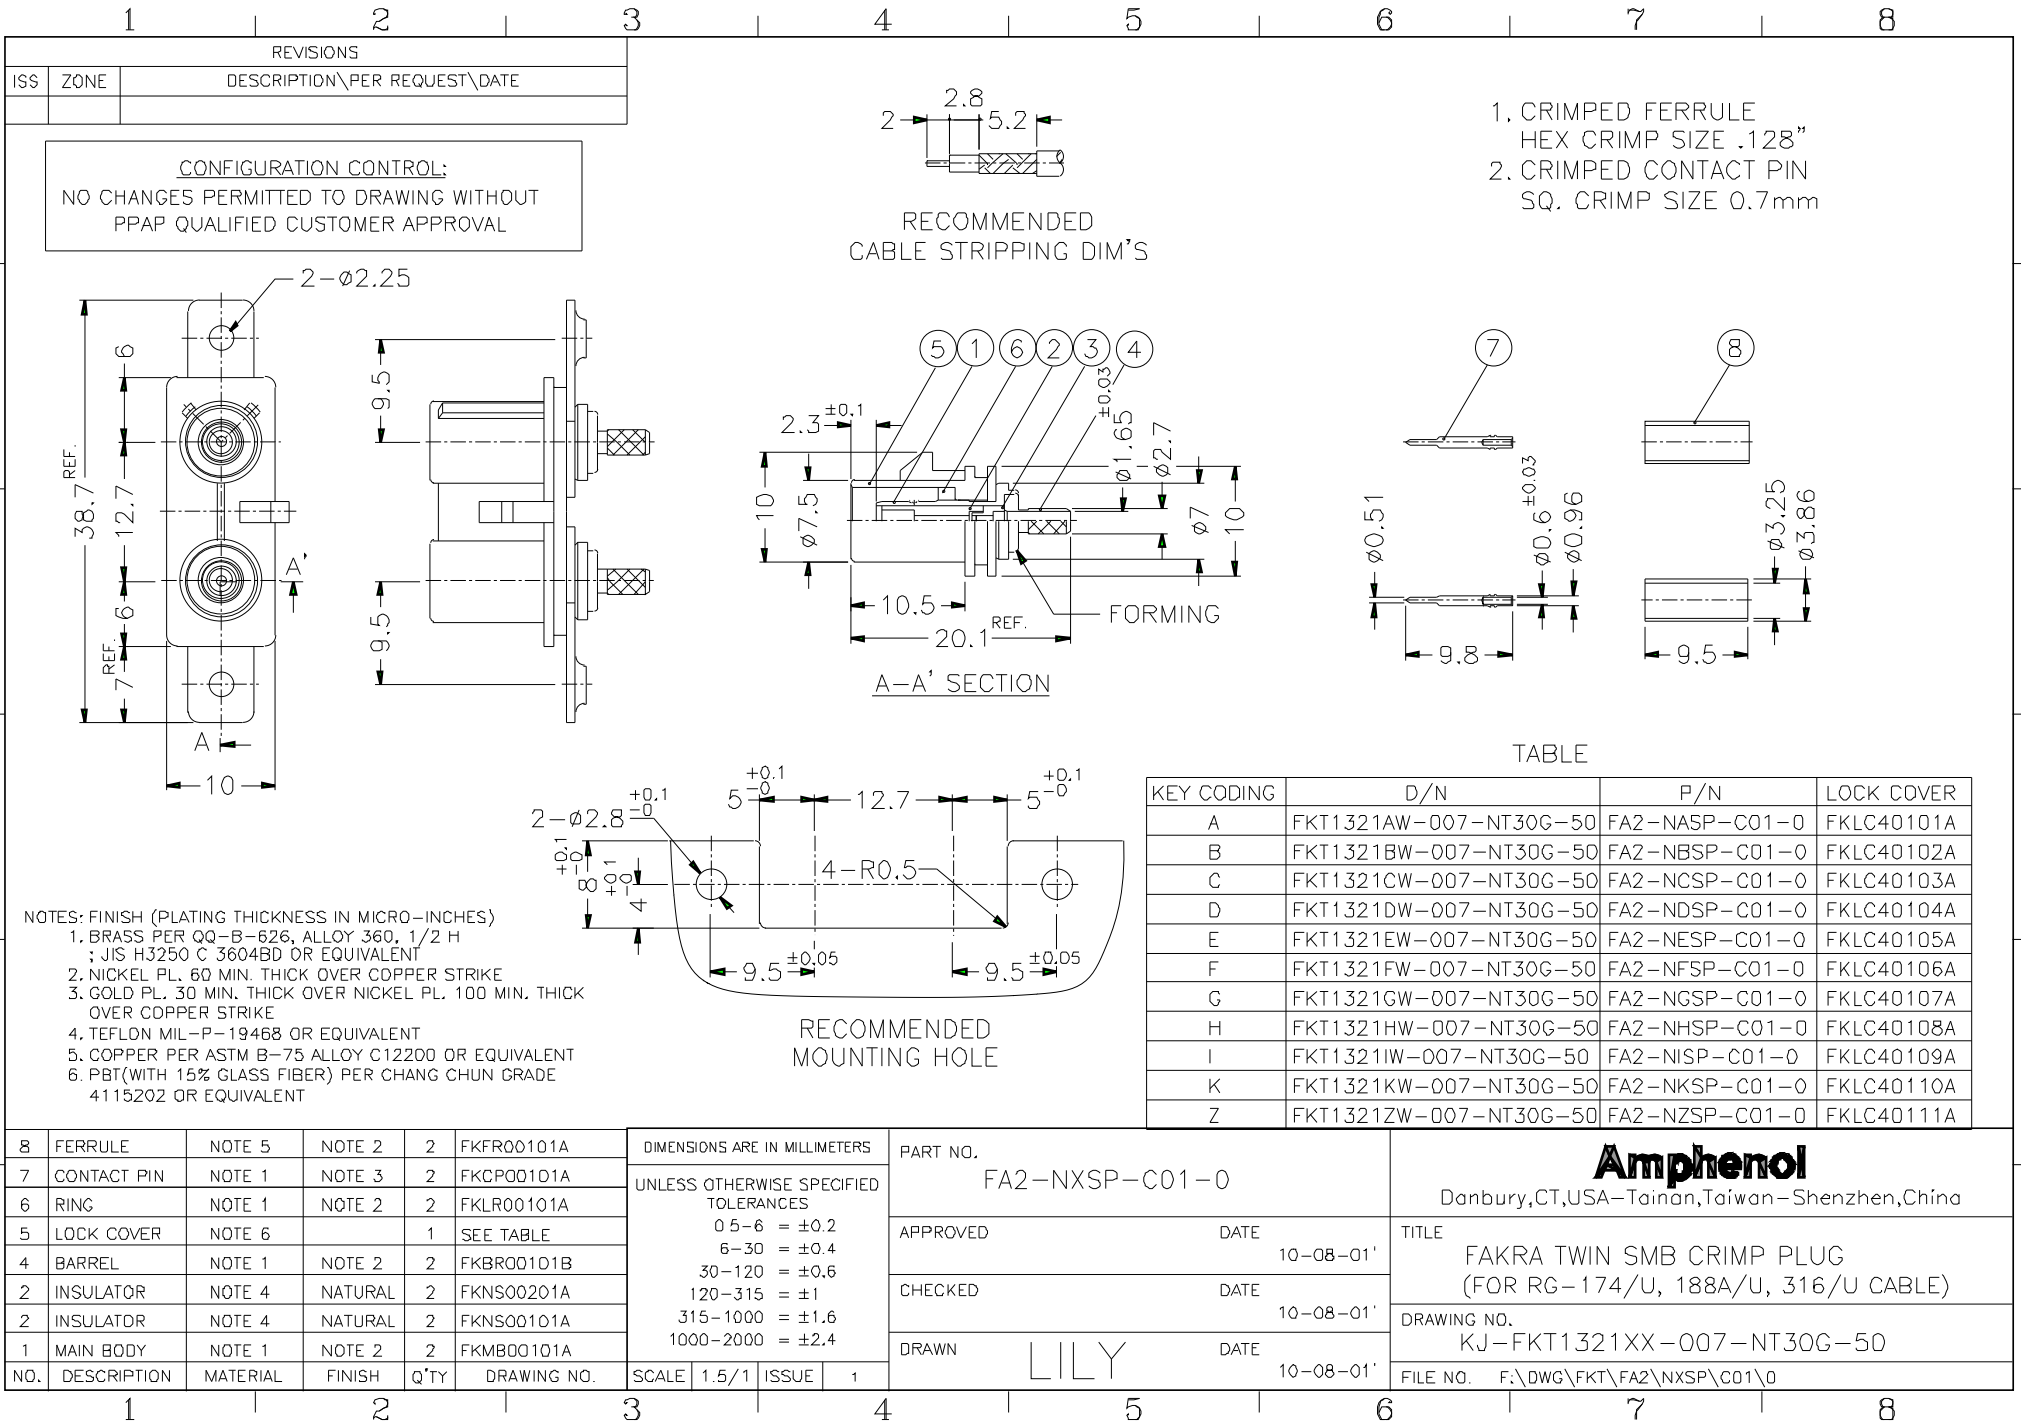 1 2 3 4 5 6 7 8
REVISIONS
ISS ZONE DESCRIPTION\PER REQUEST\DATE
CONFIGURATION CONTROL:
NO CHANGES PERMITTED TO DRAWING WITHOUT
PPAP QUALIFIED CUSTOMER APPROVAL
2.8
2 5.2
RECOMMENDED
CABLE STRIPPING DIM'S
1. CRIMPED FERRULE
HEX CRIMP SIZE .128"
2. CRIMPED CONTACT PIN
SQ. CRIMP SIZE 0.7mm
2-ø2.25
6
38.7 REF.
12.7
6
7 REF.
A'
A
10
9.5
9.5
5 1 6 2 3 4
2.3 ±0.1
10
ø7.5
ø1.65 ±0.03
ø2.7
ø7
10
10.5
FORMING
20.1 REF.
A-A' SECTION
7
8
ø0.51
ø0.6 ±0.03
ø0.96
9.8
ø3.25
ø3.86
9.5
5 +0.1 -0
12.7
5 +0.1 -0
2-ø2.8 +0.1 -0
8 +0.1 -0
4 +0.1 -0
4-R0.5
9.5 ±0.05
9.5 ±0.05
RECOMMENDED
MOUNTING HOLE
NOTES: FINISH (PLATING THICKNESS IN MICRO-INCHES)
1. BRASS PER QQ-B-626, ALLOY 360, 1/2 H
; JIS H3250 C 3604BD OR EQUIVALENT
2. NICKEL PL. 60 MIN. THICK OVER COPPER STRIKE
3. GOLD PL. 30 MIN. THICK OVER NICKEL PL. 100 MIN. THICK
OVER COPPER STRIKE
4. TEFLON MIL-P-19468 OR EQUIVALENT
5. COPPER PER ASTM B-75 ALLOY C12200 OR EQUIVALENT
6. PBT(WITH 15% GLASS FIBER) PER CHANG CHUN GRADE
4115202 OR EQUIVALENT
TABLE
KEY CODING D/N P/N LOCK COVER
A FKT1321AW-007-NT30G-50 FA2-NASP-C01-0 FKLC40101A
B FKT1321BW-007-NT30G-50 FA2-NBSP-C01-0 FKLC40102A
C FKT1321CW-007-NT30G-50 FA2-NCSP-C01-0 FKLC40103A
D FKT1321DW-007-NT30G-50 FA2-NDSP-C01-0 FKLC40104A
E FKT1321EW-007-NT30G-50 FA2-NESP-C01-0 FKLC40105A
F FKT1321FW-007-NT30G-50 FA2-NFSP-C01-0 FKLC40106A
G FKT1321GW-007-NT30G-50 FA2-NGSP-C01-0 FKLC40107A
H FKT1321HW-007-NT30G-50 FA2-NHSP-C01-0 FKLC40108A
I FKT1321IW-007-NT30G-50 FA2-NISP-C01-0 FKLC40109A
K FKT1321KW-007-NT30G-50 FA2-NKSP-C01-0 FKLC40110A
Z FKT1321ZW-007-NT30G-50 FA2-NZSP-C01-0 FKLC40111A
8 FERRULE NOTE 5 NOTE 2 2 FKFR00101A
7 CONTACT PIN NOTE 1 NOTE 3 2 FKCP00101A
6 RING NOTE 1 NOTE 2 2 FKLR00101A
5 LOCK COVER NOTE 6 1 SEE TABLE
4 BARREL NOTE 1 NOTE 2 2 FKBR00101B
2 INSULATOR NOTE 4 NATURAL 2 FKNS00201A
2 INSULATOR NOTE 4 NATURAL 2 FKNS00101A
1 MAIN BODY NOTE 1 NOTE 2 2 FKMB00101A
NO. DESCRIPTION MATERIAL FINISH Q'TY DRAWING NO.
DIMENSIONS ARE IN MILLIMETERS
UNLESS OTHERWISE SPECIFIED
TOLERANCES
0.5-6 = ±0.2
6-30 = ±0.4
30-120 = ±0.6
120-315 = ±1
315-1000 = ±1.6
1000-2000 = ±2.4
SCALE 1.5/1 ISSUE 1
PART NO.
FA2-NXSP-C01-0
APPROVED DATE
10-08-01'
CHECKED DATE
10-08-01'
DRAWN LILY DATE
10-08-01'
Amphenol
Danbury,CT,USA-Tainan,Taiwan-Shenzhen,China
TITLE
FAKRA TWIN SMB CRIMP PLUG
(FOR RG-174/U, 188A/U, 316/U CABLE)
DRAWING NO.
KJ-FKT1321XX-007-NT30G-50
FILE NO. F:\DWG\FKT\FA2\NXSP\C01\0
1 2 3 4 5 6 7 8